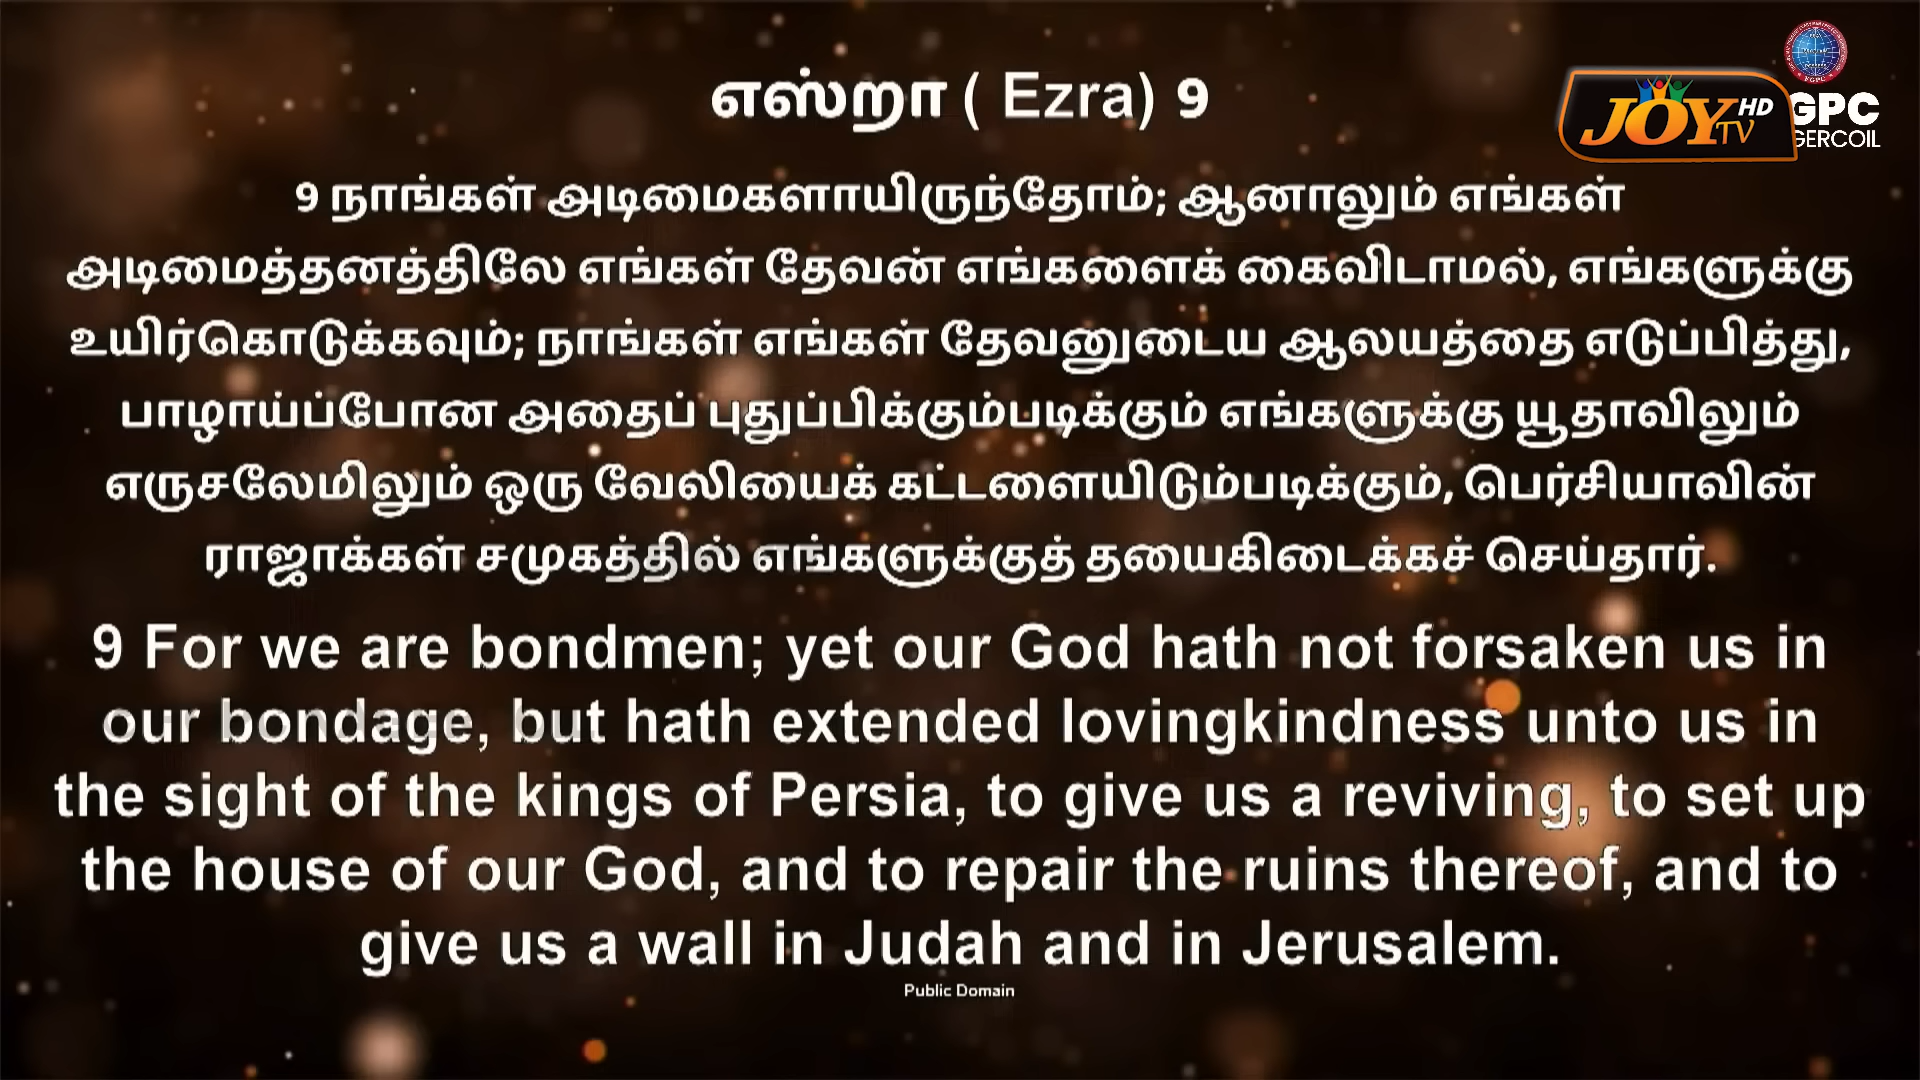 எஸ்றா ( Ezra) 9
JOY TV HD
GPC
GERCOIL
9 நாங்கள் அடிமைகளாயிருந்தோம்; ஆனாலும் எங்கள்
அடிமைத்தனத்திலே எங்கள் தேவன் எங்களைக் கைவிடாமல், எங்களுக்கு
உயிர்கொடுக்கவும்; நாங்கள் எங்கள் தேவனுடைய ஆலயத்தை எடுப்பித்து,
பாழாய்ப்போன அதைப் புதுப்பிக்கும்படிக்கும் எங்களுக்கு யூதாவிலும்
எருசலேமிலும் ஒரு வேலியைக் கட்டளையிடும்படிக்கும், பெர்சியாவின்
ராஜாக்கள் சமுகத்தில் எங்களுக்குத் தயைகிடைக்கச் செய்தார்.
9 For we are bondmen; yet our God hath not forsaken us in
our bondage, but hath extended lovingkindness unto us in
the sight of the kings of Persia, to give us a reviving, to set up
the house of our God, and to repair the ruins thereof, and to
give us a wall in Judah and in Jerusalem.
Public Domain